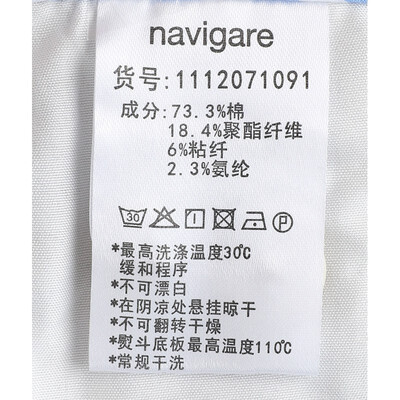 navigare
货号:1112071091
成分:73.3%棉
18.4%聚酯纤维
6%粘纤
2.3%氨纶
30 P
*最高洗涤温度30℃
缓和程序
*不可漂白
*在阴凉处悬挂晾干
*不可翻转干燥
*熨斗底板最高温度110℃
*常规干洗